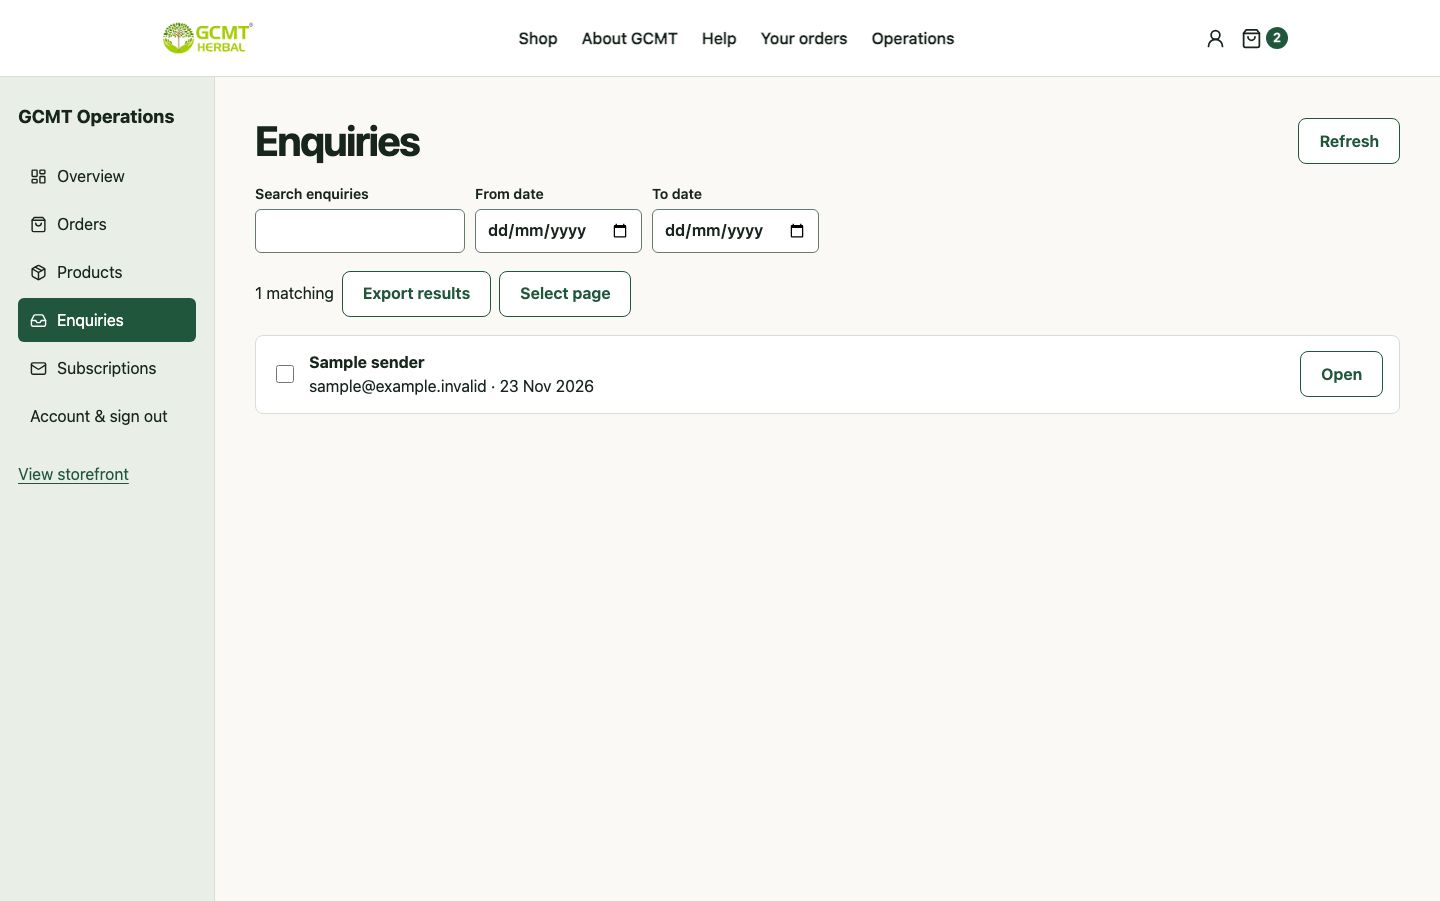 GCMT®
HERBAL
Shop
About GCMT
Help
Your orders
Operations
2
GCMT Operations
Overview
Orders
Products
Enquiries
Subscriptions
Account & sign out
View storefront
Enquiries
Refresh
Search enquiries
From date
To date
dd/mm/yyyy
dd/mm/yyyy
1 matching
Export results
Select page
Sample sender
sample@example.invalid · 23 Nov 2026
Open